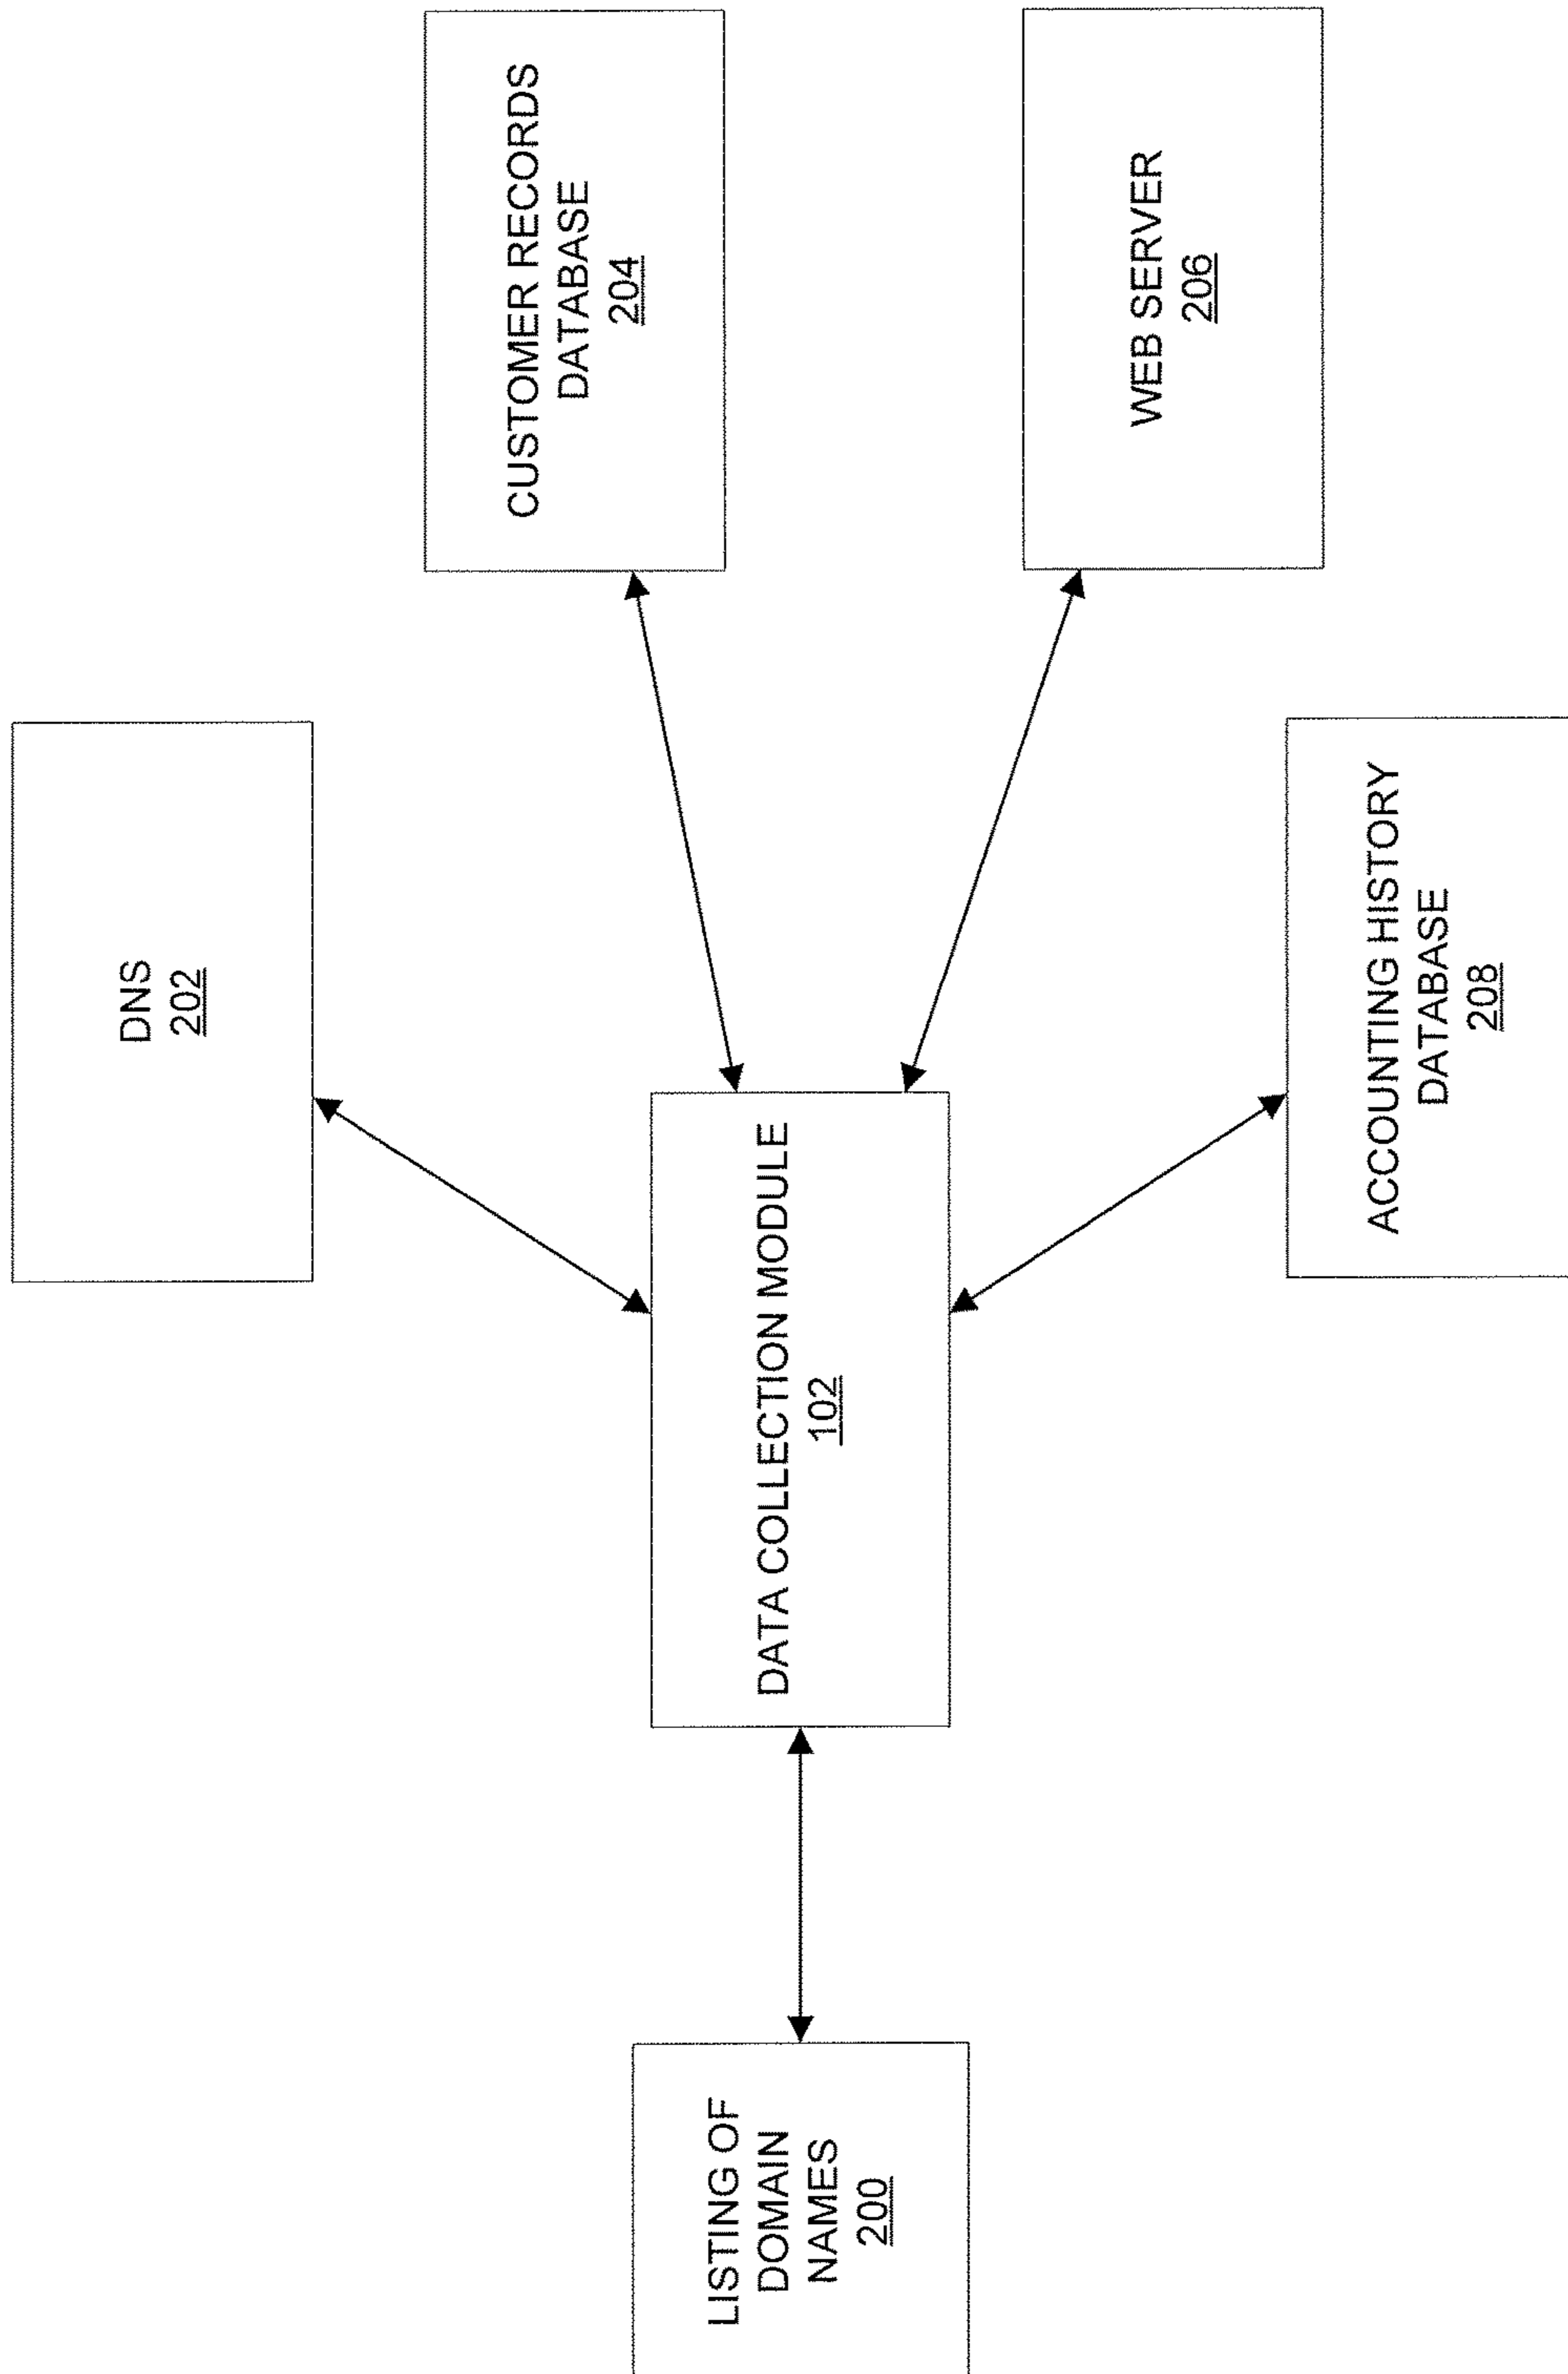 DNS
202
CUSTOMER RECORDS
DATABASE
204
LISTING OF
DOMAIN
NAMES
200
DATA COLLECTION MODULE
102
WEB SERVER
206
ACCOUNTING HISTORY
DATABASE
208